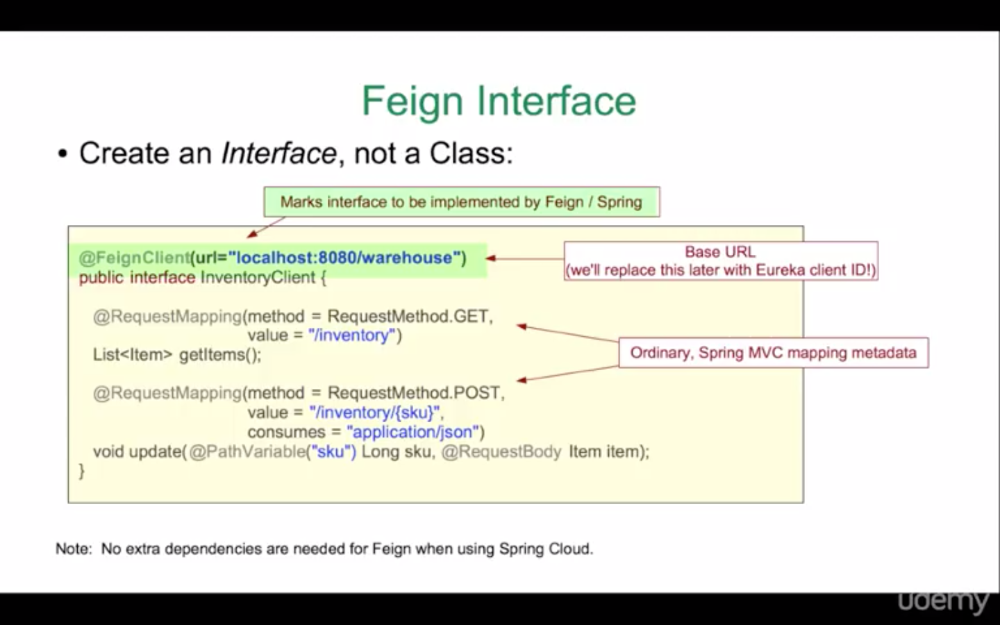 Feign Interface
• Create an Interface, not a Class:
Marks interface to be implemented by Feign / Spring
@FeignClient(url="localhost:8080/warehouse")
public interface InventoryClient {
Base URL
(we'll replace this later with Eureka client ID!)
@RequestMapping(method = RequestMethod.GET,
value = "/inventory")
List<Item> getItems();
Ordinary, Spring MVC mapping metadata
@RequestMapping(method = RequestMethod.POST,
value = "/inventory/{sku}",
consumes = "application/json")
void update(@PathVariable("sku") Long sku, @RequestBody Item item);
}
Note: No extra dependencies are needed for Feign when using Spring Cloud.
udemy